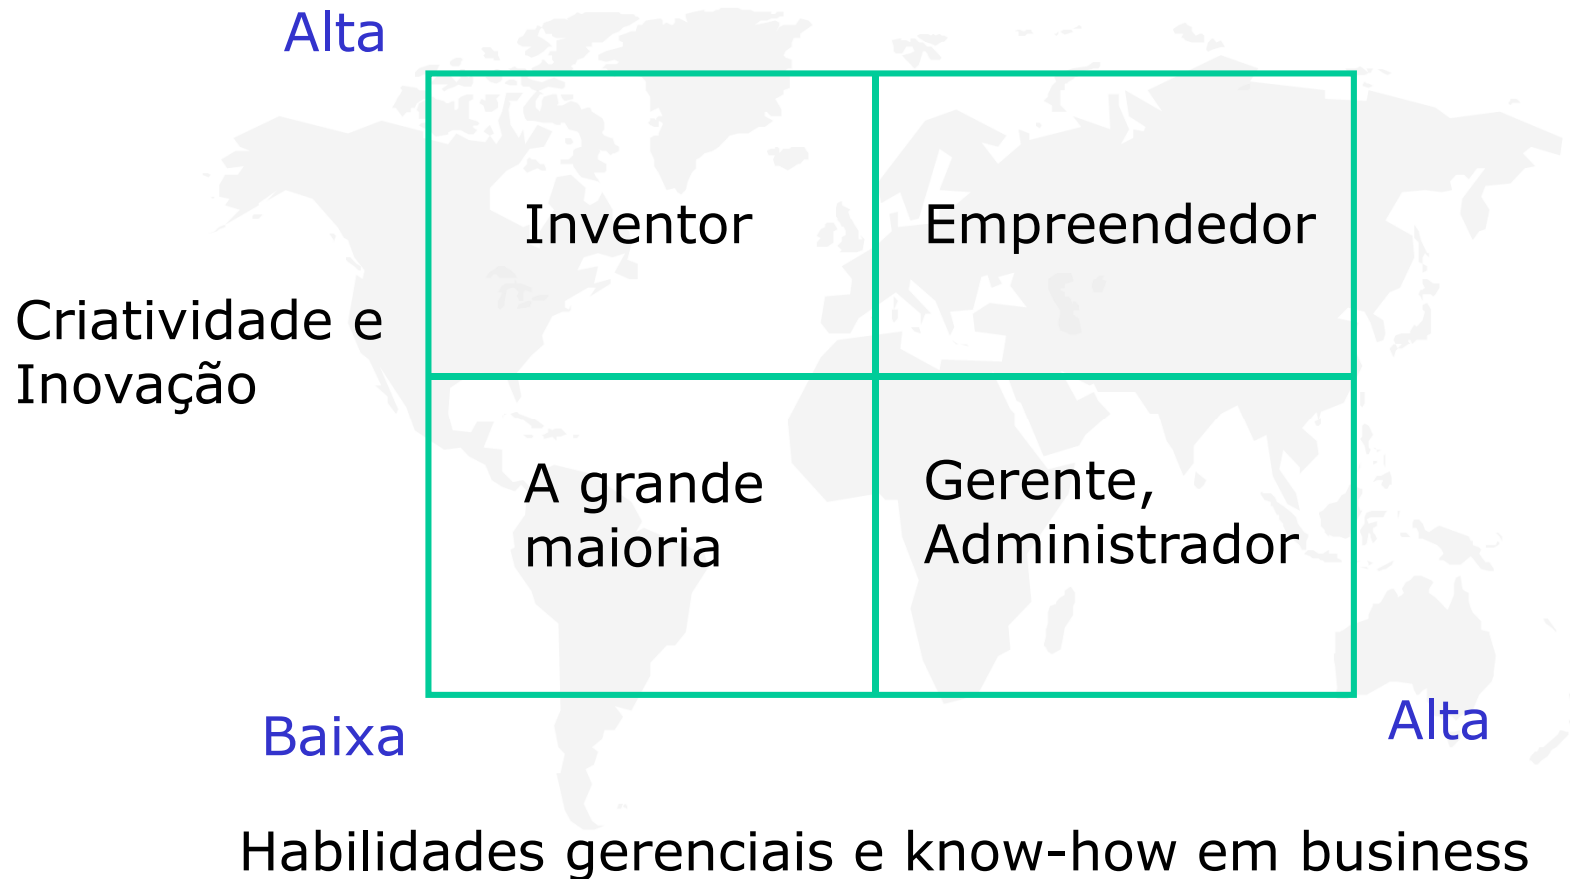 Alta
Inventor
Empreendedor
Criatividade e
Inovação
A grande
maioria
Gerente,
Administrador
Baixa
Alta
Habilidades gerenciais e know-how em business